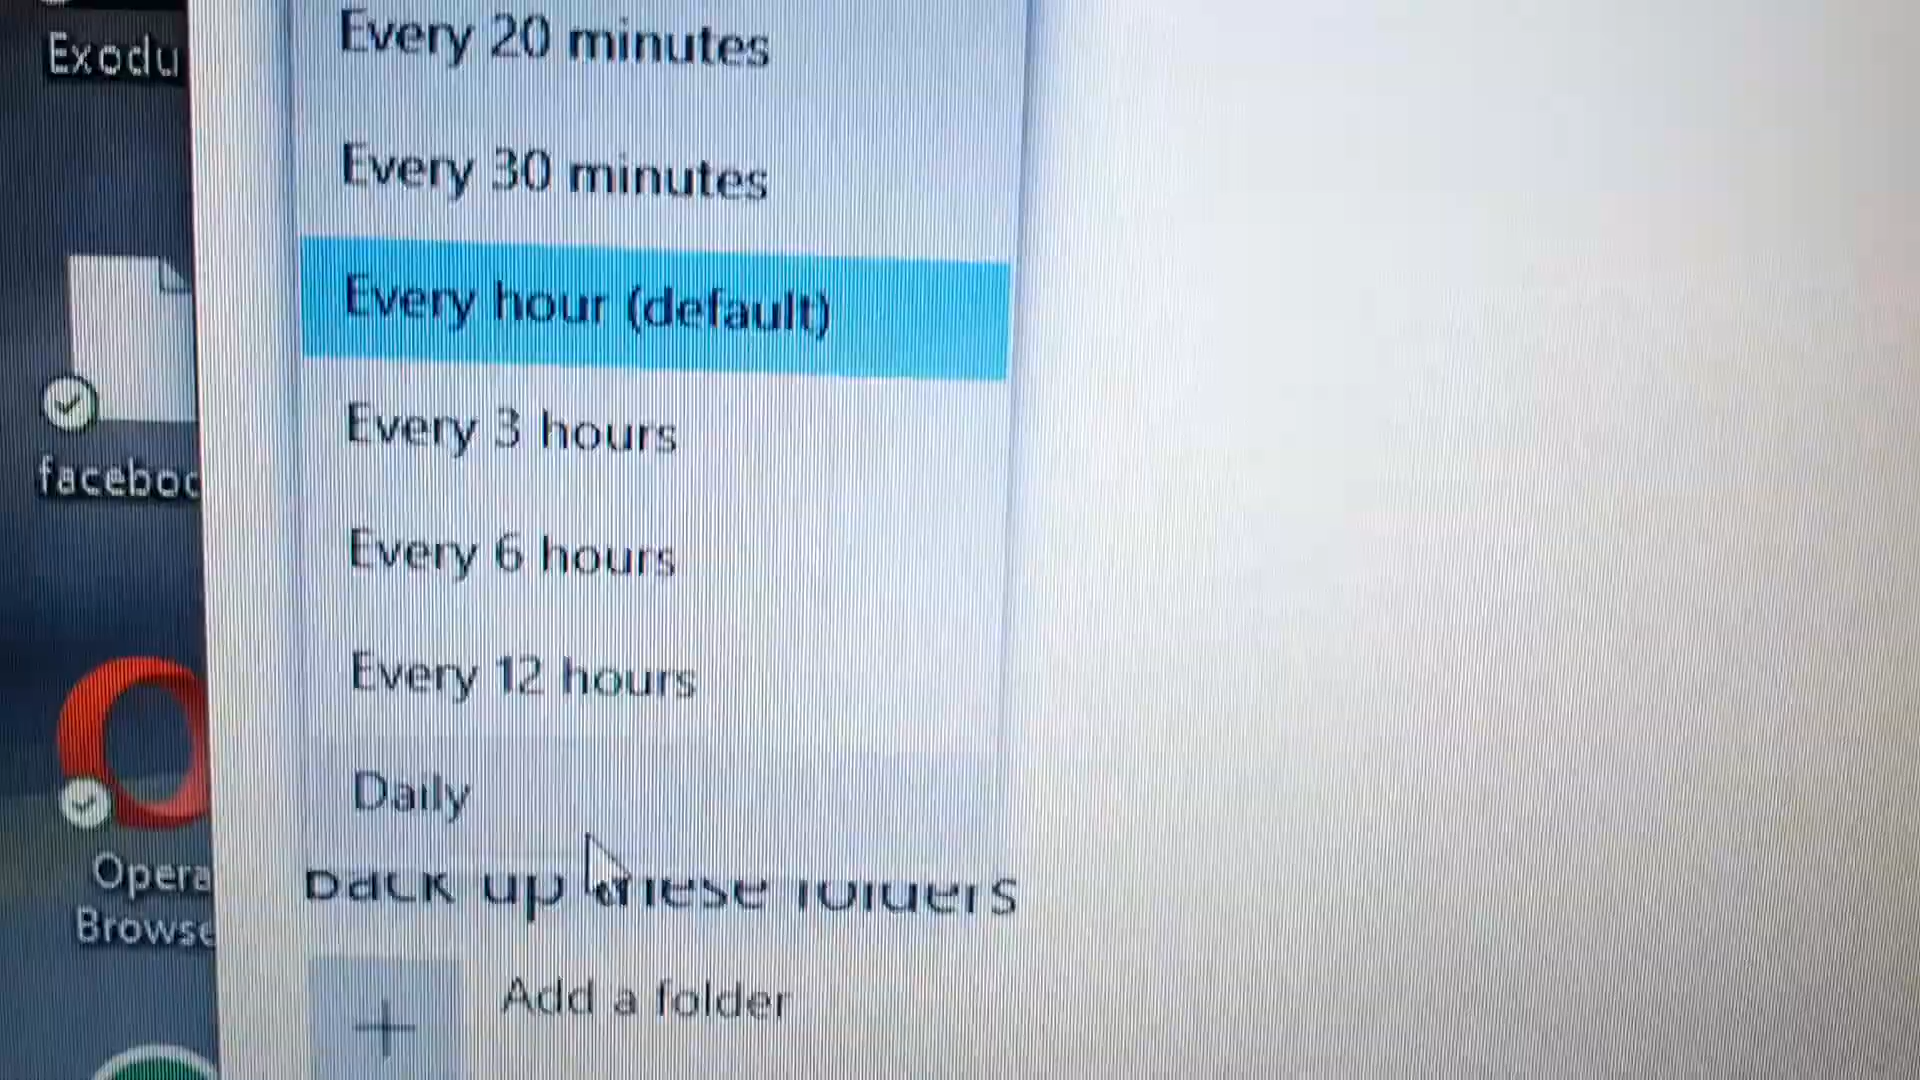 Exodu
Every 20 minutes
Every 30 minutes
Every hour (default)
Every 3 hours
faceboo
Every 6 hours
Every 12 hours
Daily
Opera
Browse
Back up these folders
Add a folder